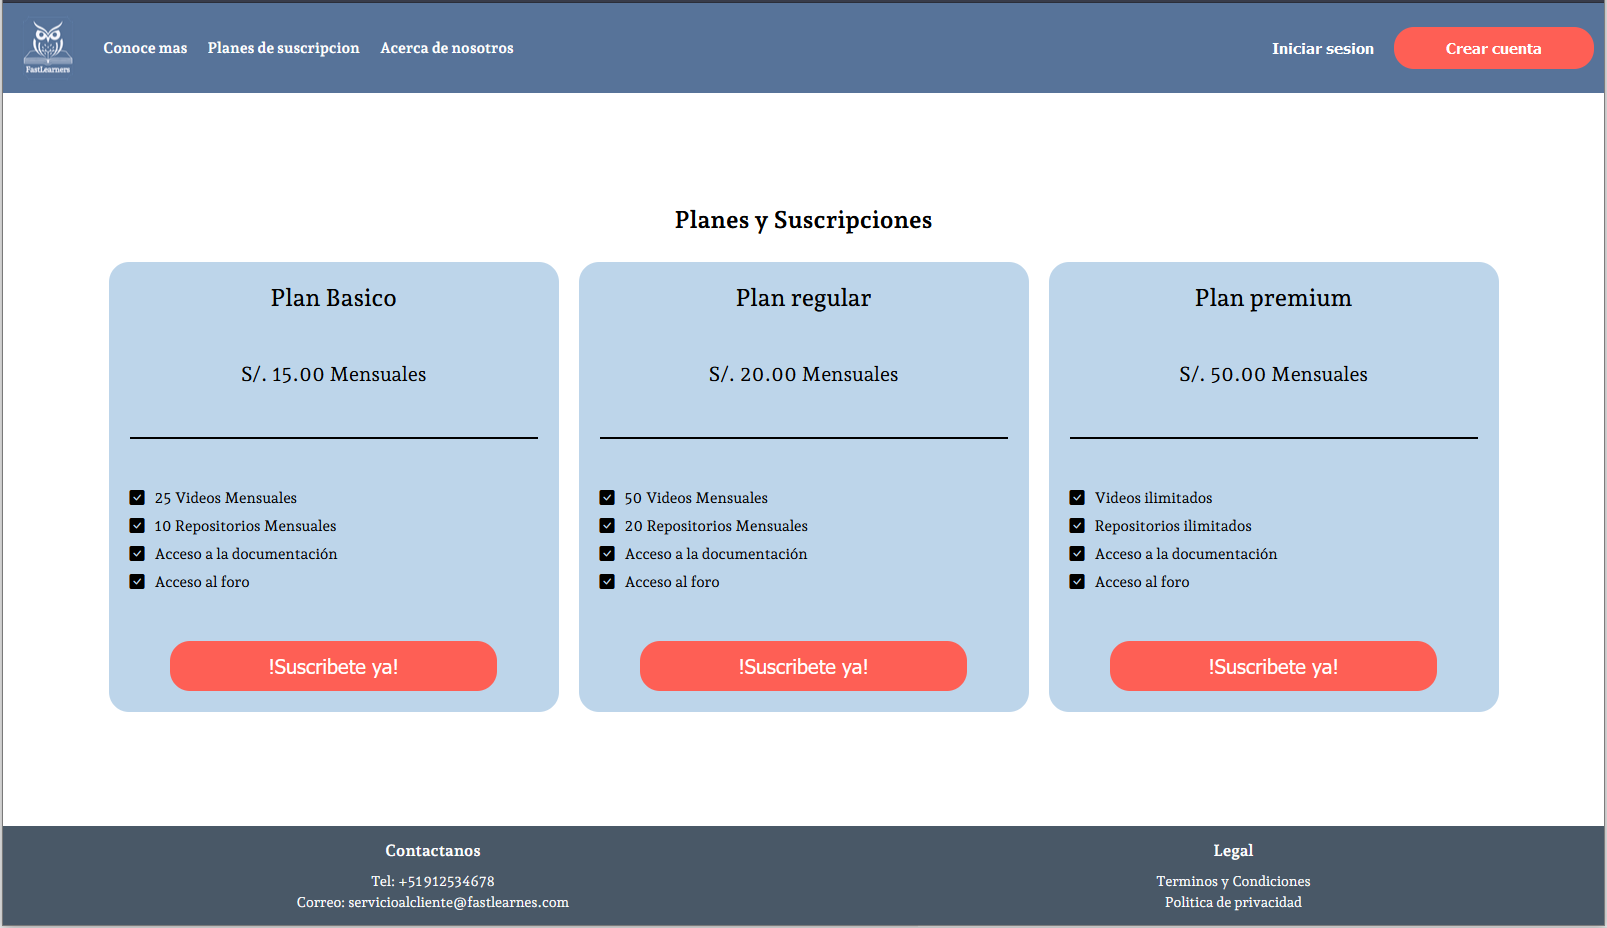 FastLearners
Conoce mas
Planes de suscripcion
Acerca de nosotros
Iniciar sesion
Crear cuenta
Planes y Suscripciones
Plan Basico
S/. 15.00 Mensuales
25 Videos Mensuales
10 Repositorios Mensuales
Acceso a la documentación
Acceso al foro
!Suscribete ya!
Plan regular
S/. 20.00 Mensuales
50 Videos Mensuales
20 Repositorios Mensuales
Acceso a la documentación
Acceso al foro
!Suscribete ya!
Plan premium
S/. 50.00 Mensuales
Videos ilimitados
Repositorios ilimitados
Acceso a la documentación
Acceso al foro
!Suscribete ya!
Contactanos
Tel: +51 912534678
Correo: servicioalcliente@fastlearnes.com
Legal
Terminos y Condiciones
Politica de privacidad